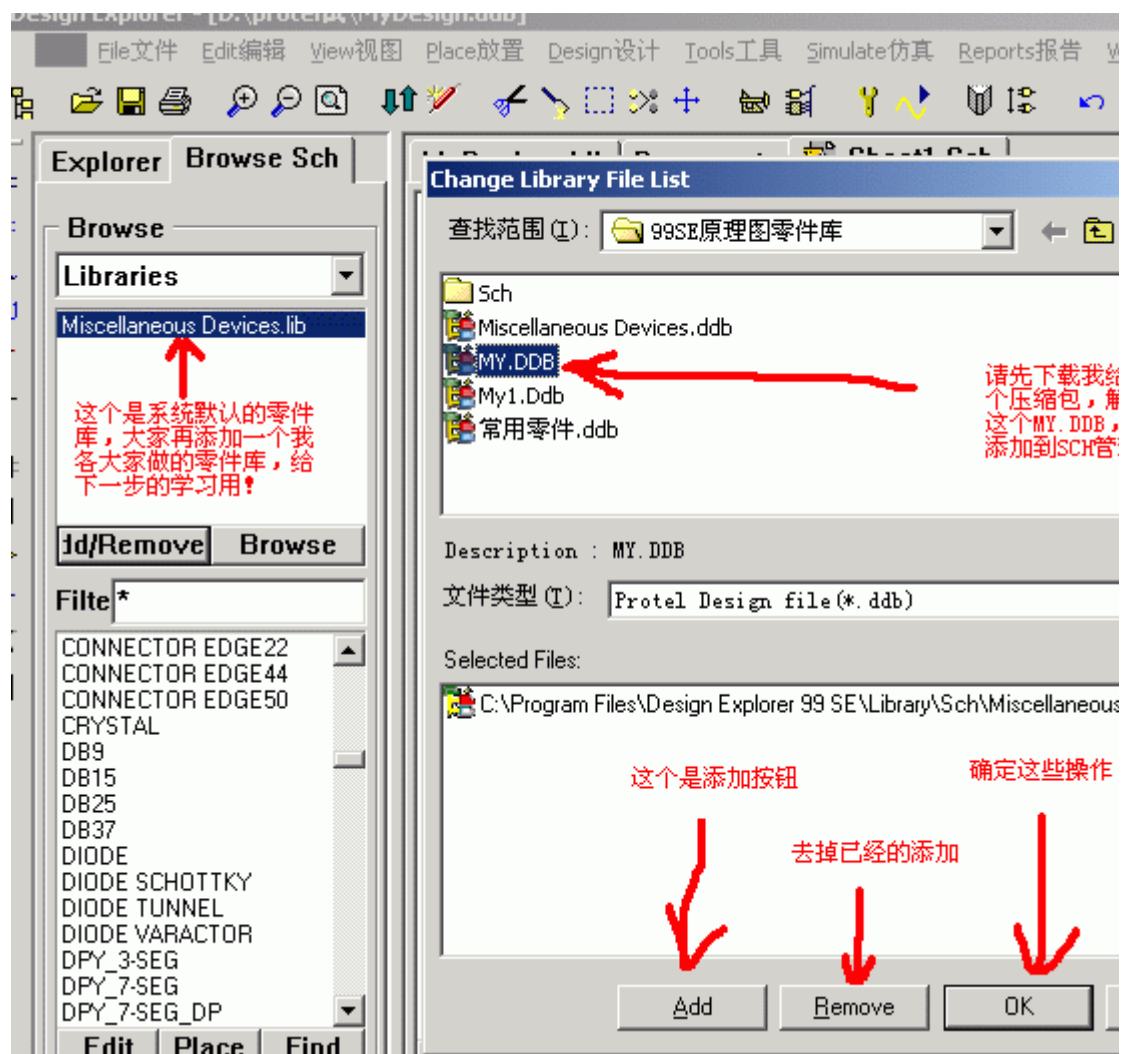 Design Explorer - [D:\protel
\MyDesign.ddb]
File文件 Edit编辑 View视图 Place放置 Design设计 Tools工具 Simulate仿真 Reports报告
Explorer
Browse Sch
Sheet1.Sch
Change Library File List
Browse
Libraries
Miscellaneous Devices.lib
这个是系统默认的零件
库，大家再添加一个我
各大家做的零件库，给
下一步的学习用！
dd/Remove
Browse
Filte *
CONNECTOR EDGE22
CONNECTOR EDGE44
CONNECTOR EDGE50
CRYSTAL
DB9
DB15
DB25
DB37
DIODE
DIODE SCHOTTKY
DIODE TUNNEL
DIODE VARACTOR
DPY_3-SEG
DPY_7-SEG
DPY_7-SEG_DP
Edit
Place
Find
查找范围(I): 99SE原理图零件库
Sch
Miscellaneous Devices.ddb
MY.DDB
My1.Ddb
常用零件.ddb
请先下载我给
个压缩包，解
这个MY.DDB，
添加到SCH管
Description : MY.DDB
文件类型(T): Protel Design file(*.ddb)
Selected Files:
C:\Program Files\Design Explorer 99 SE\Library\Sch\Miscellaneous
这个是添加按钮
确定这些操作
去掉已经的添加
Add
Remove
OK